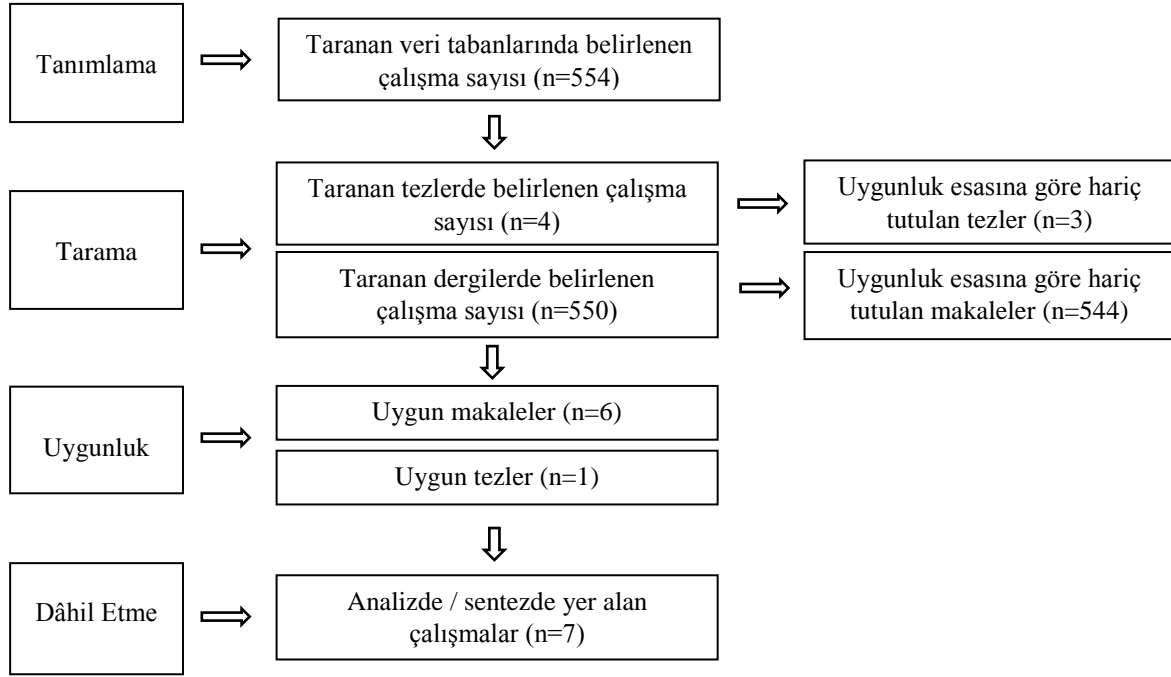 Tanımlama
Taranan veri tabanlarında belirlenen
çalışma sayısı (n=554)
Tarama
Taranan tezlerde belirlenen çalışma
sayısı (n=4)
Uygunluk esasına göre hariç
tutulan tezler (n=3)
Taranan dergilerde belirlenen
çalışma sayısı (n=550)
Uygunluk esasına göre hariç
tutulan makaleler (n=544)
Uygunluk
Uygun makaleler (n=6)
Uygun tezler (n=1)
Dâhil Etme
Analizde / sentezde yer alan
çalışmalar (n=7)